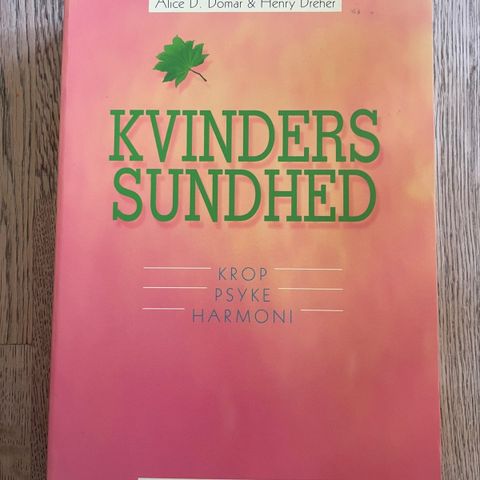 Alice D. Domar & Henry Dreher
KVINDERS
SUNDHED
KROP
PSYKE
HARMONI